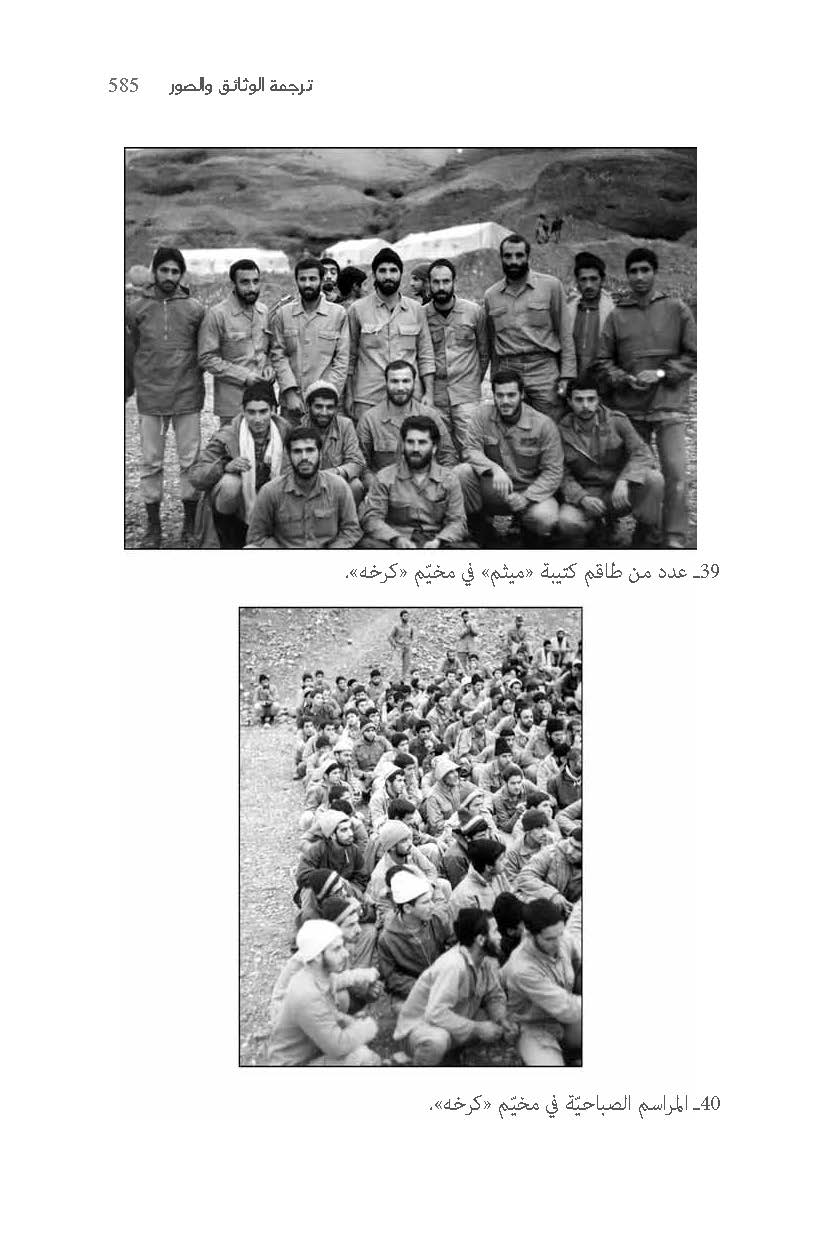 ترجمة الوثائق والصور 585
39ـ عدد من طاقم كتيبة «ميثم» في مخيّم «كرخه».
40ـ المراسم الصباحيّة في مخيّم «كرخه».